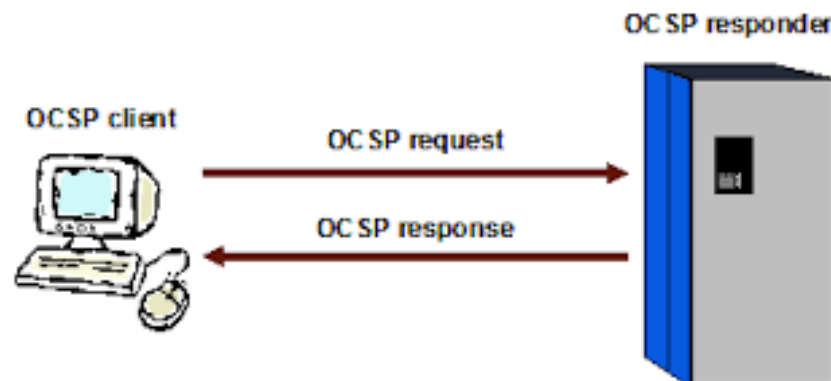 OCSP responder
OCSP client
OCSP request
OCSP response